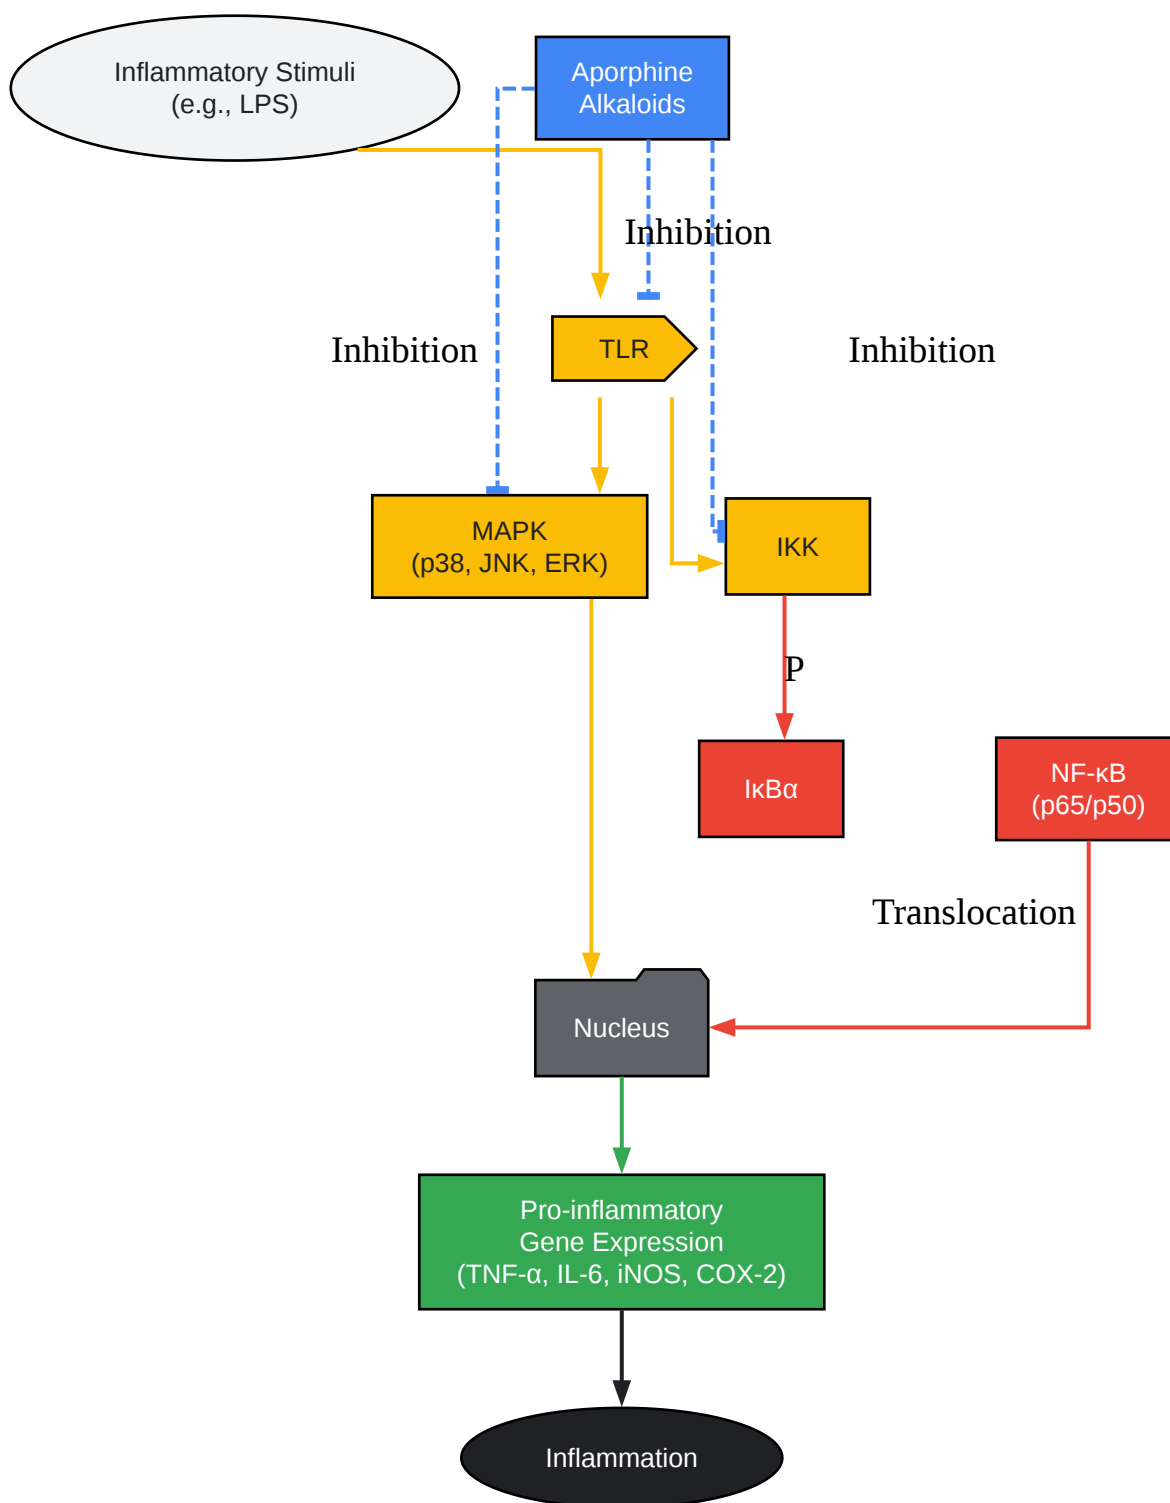 Inflammatory Stimuli
(e.g., LPS)
Aporphine
Alkaloids
Inhibition
Inhibition
TLR
Inhibition
MAPK
(p38, JNK, ERK)
IKK
P
IκBα
NF-κB
(p65/p50)
Translocation
Nucleus
Pro-inflammatory
Gene Expression
(TNF-α, IL-6, iNOS, COX-2)
Inflammation